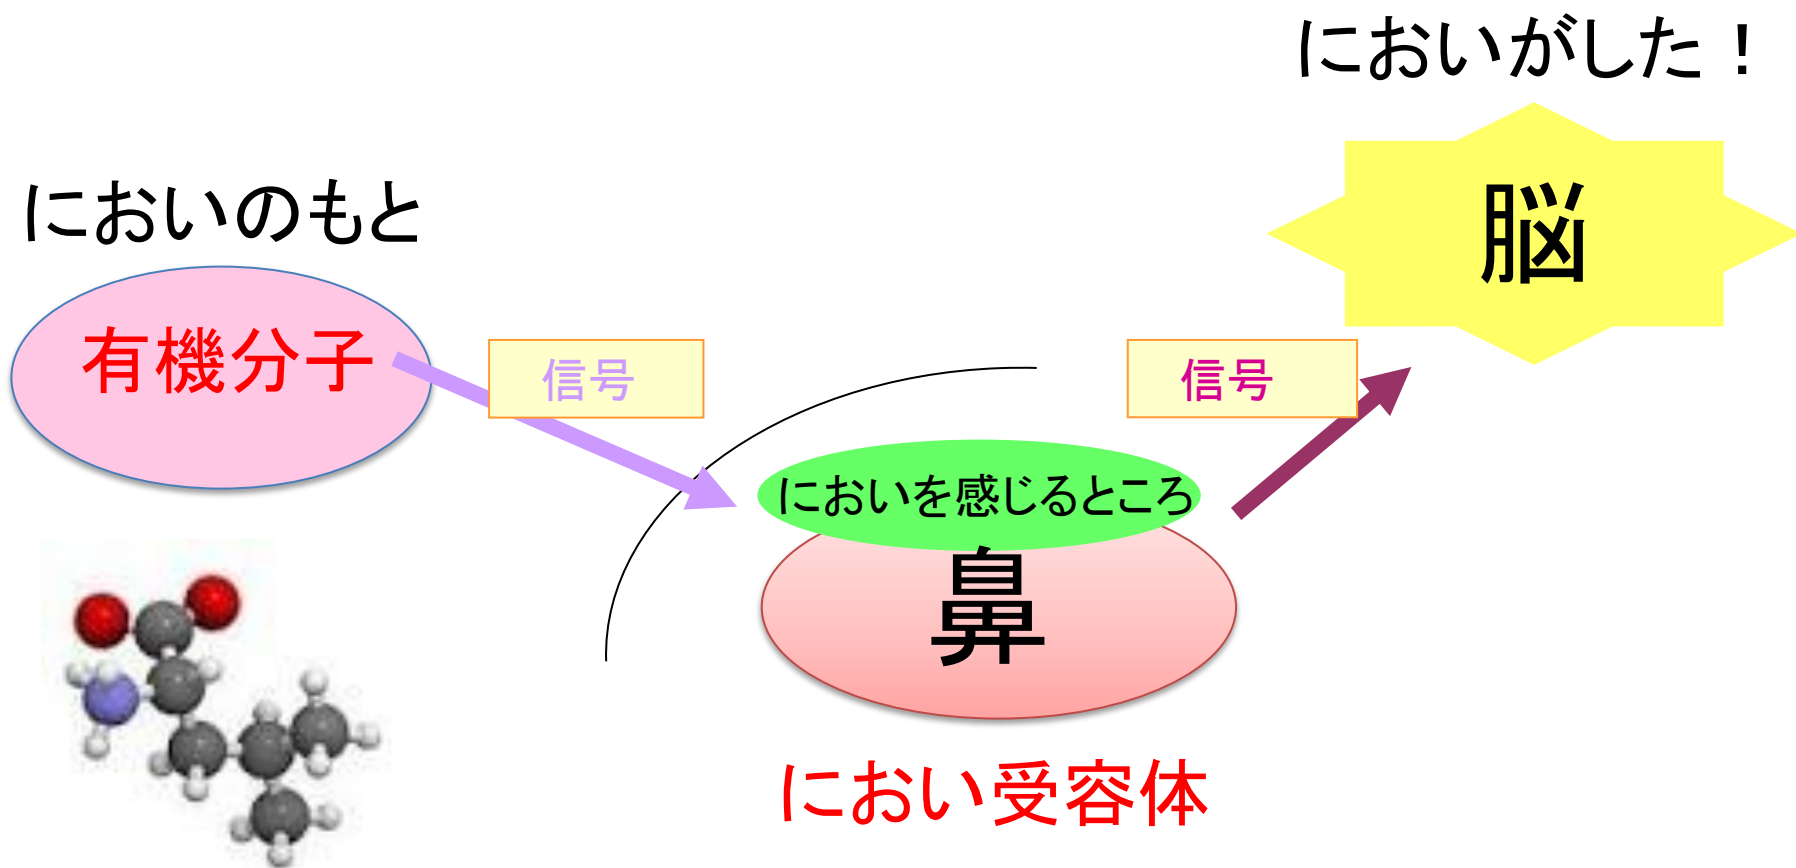 においがした！
脳
においのもと
有機分子
信号
信号
においを感じるところ
鼻
におい受容体